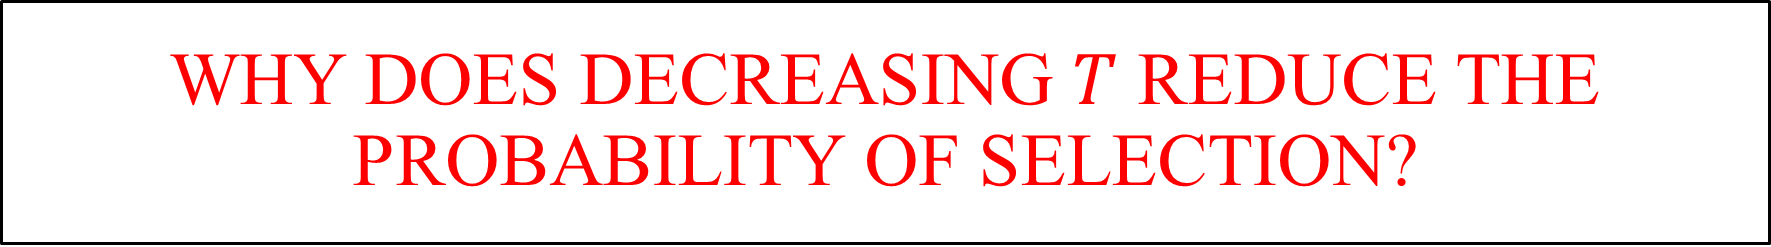 WHY DOES DECREASING T REDUCE THE
PROBABILITY OF SELECTION?